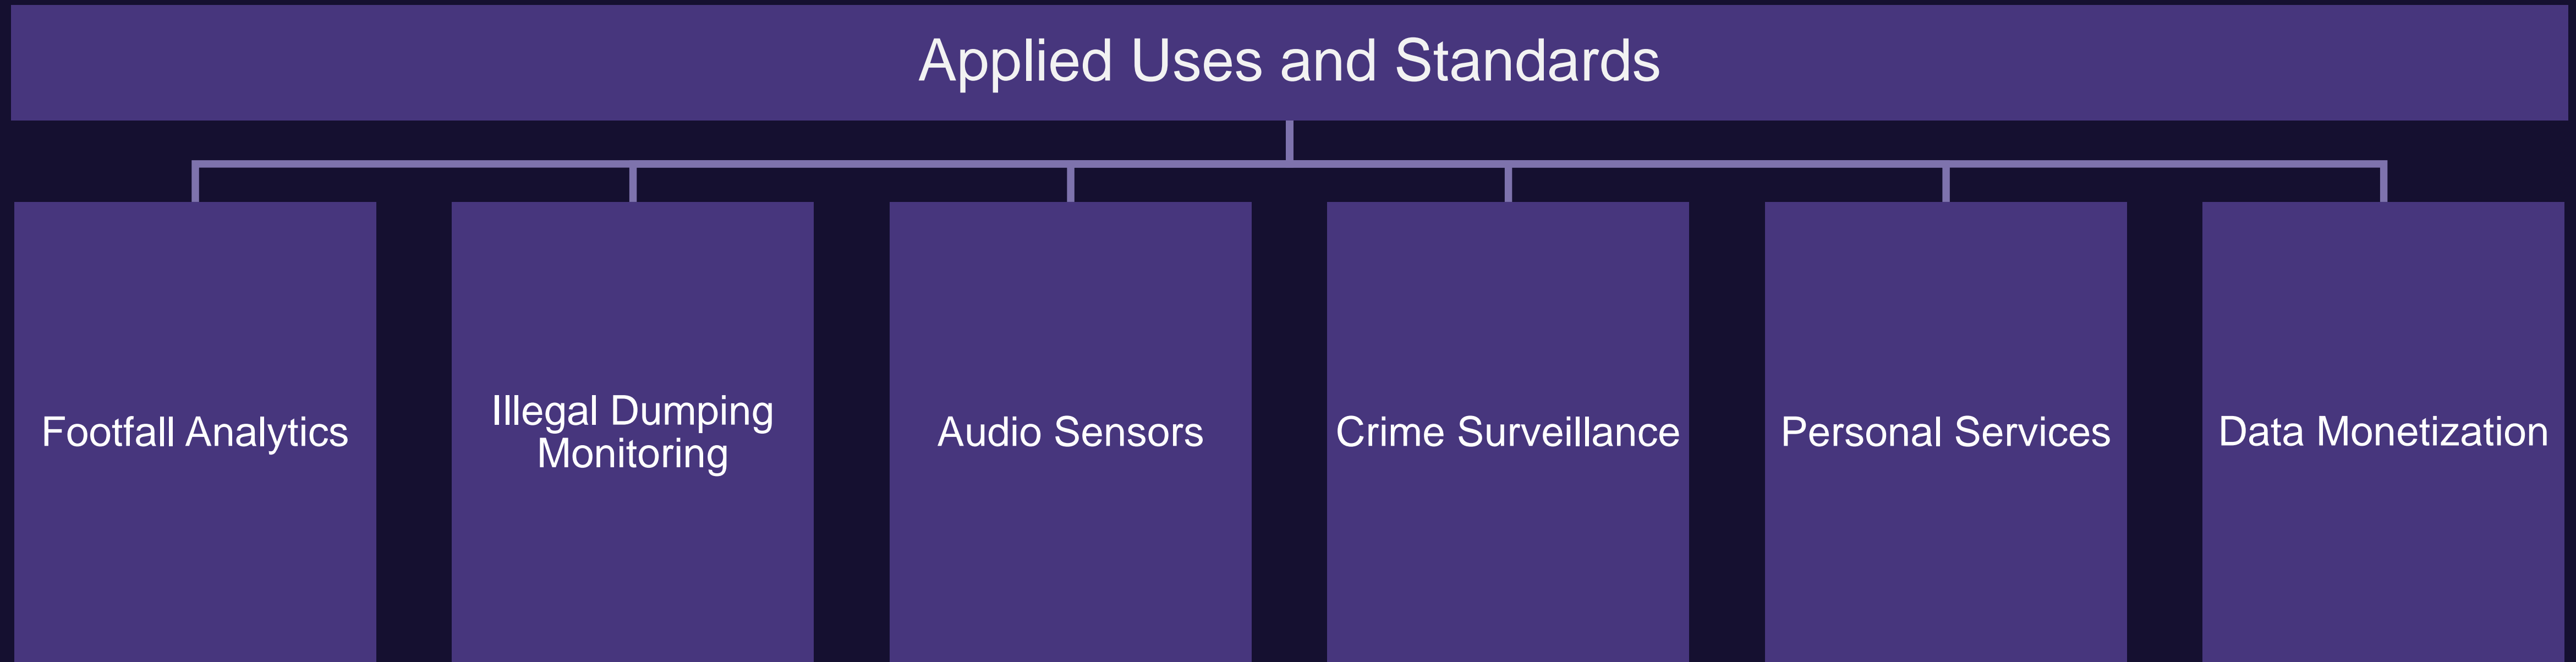 Applied Uses and Standards
Footfall Analytics
Illegal Dumping
Monitoring
Audio Sensors
Crime Surveillance
Personal Services
Data Monetization